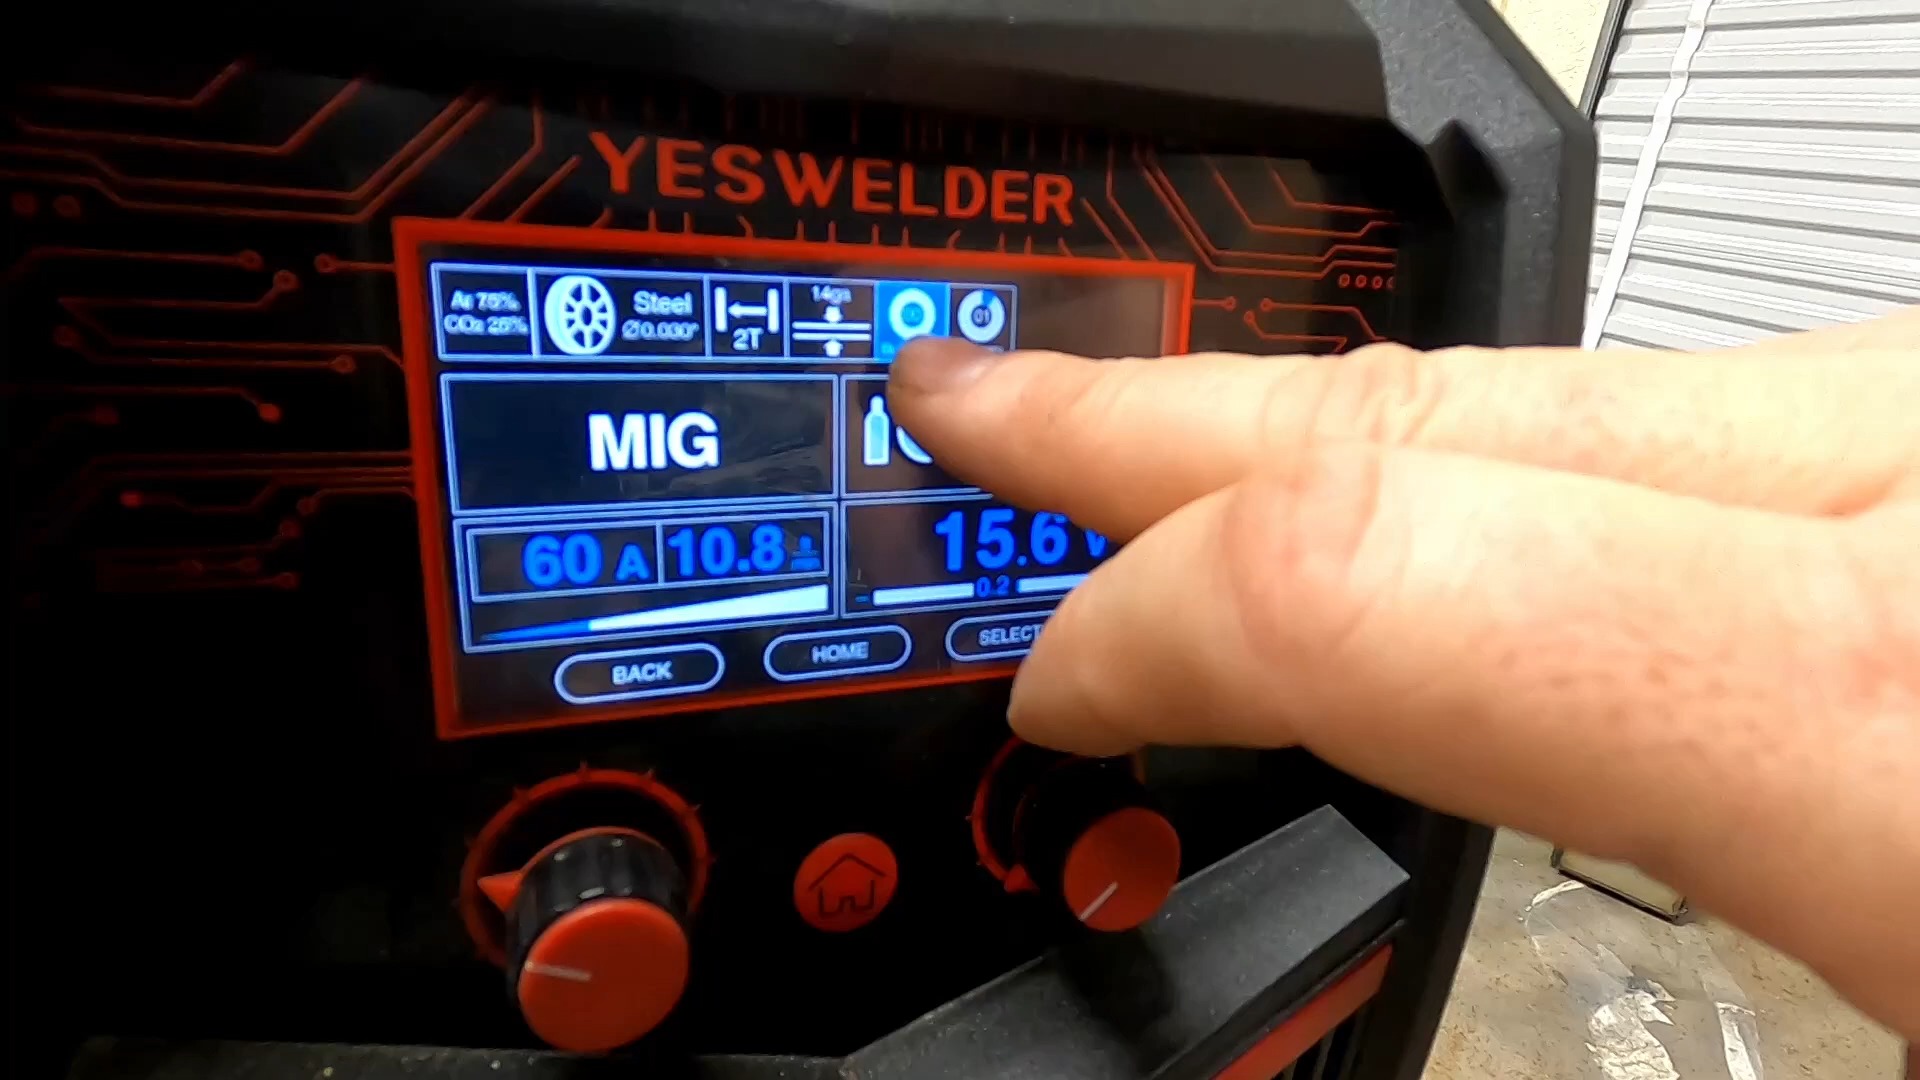 YESWELDER
Ar 75%
CO2 25%
Steel
Ø0.030"
2T
14ga
01
MIG
60 A
10.8
15.6 V
0.2
BACK
HOME
SELECT